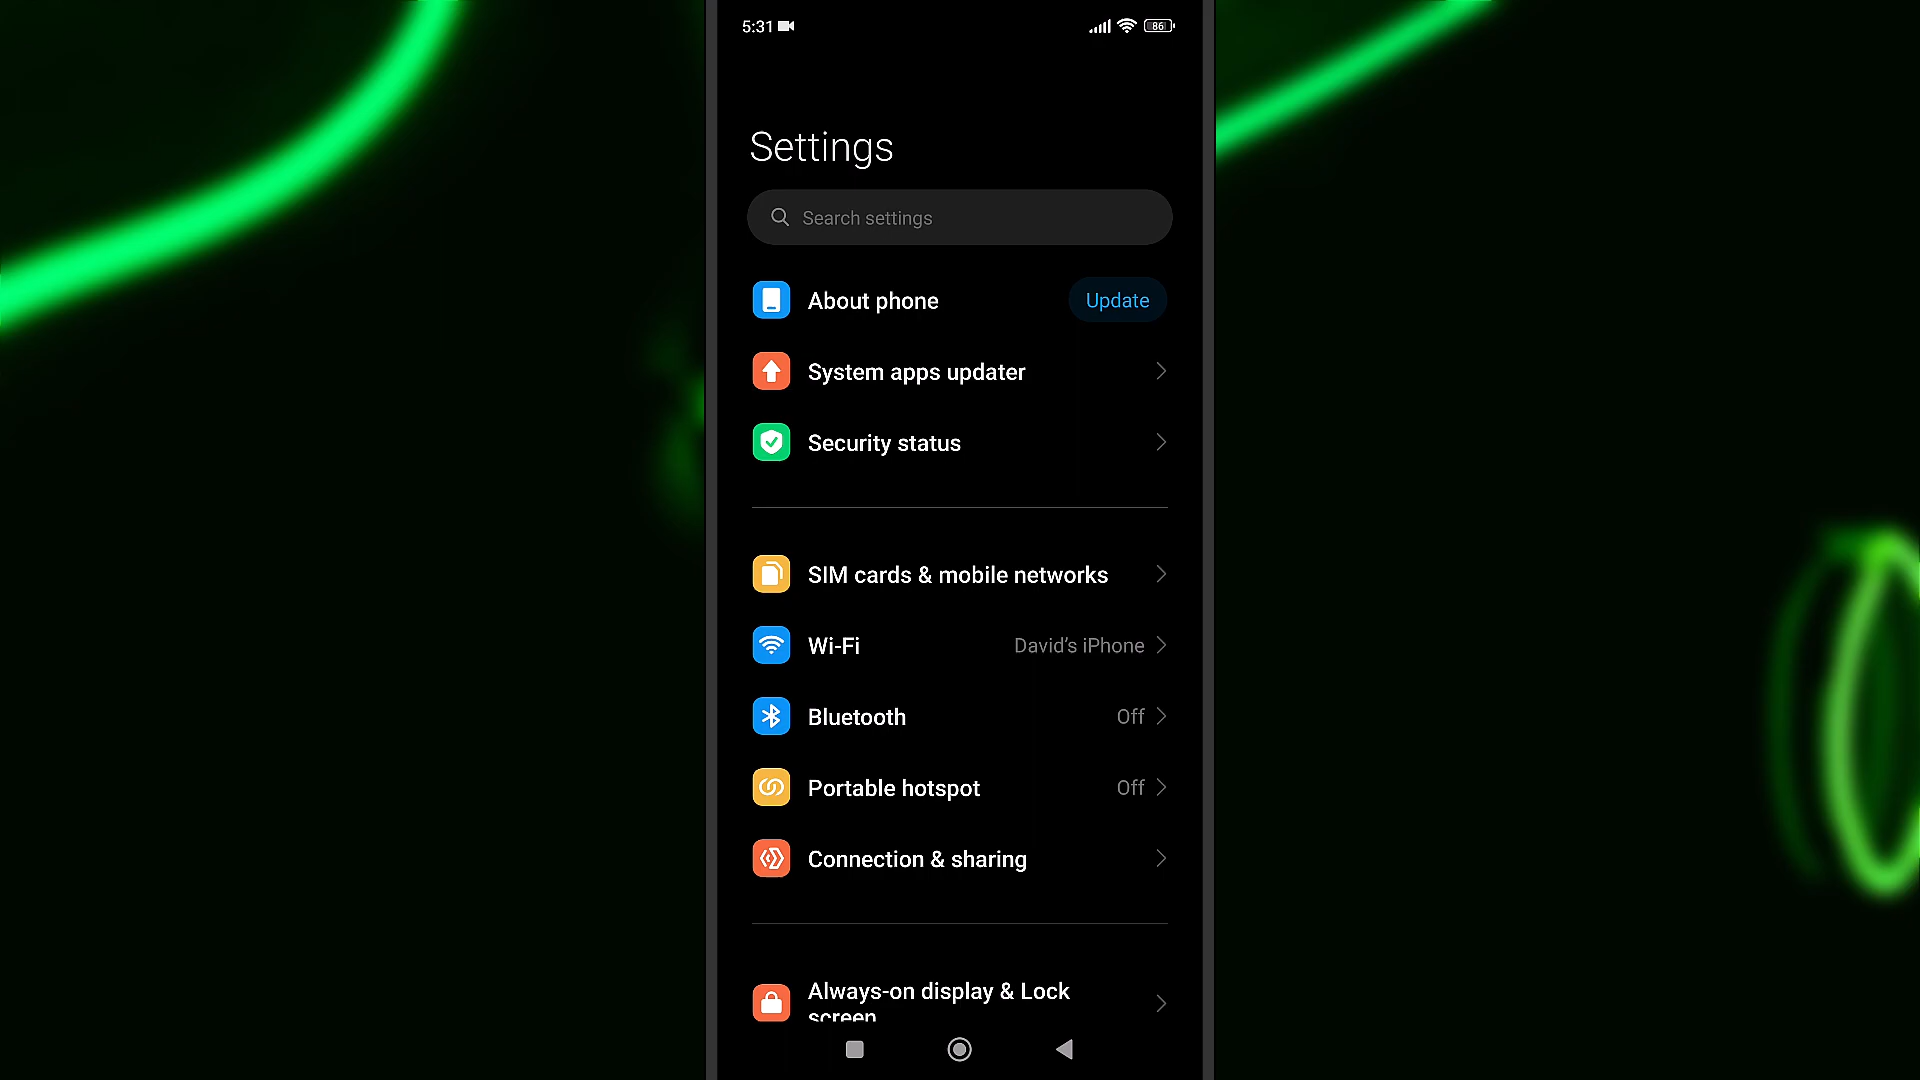 5:31
86
Settings
Search settings
About phone
Update
System apps updater
Security status
SIM cards & mobile networks
Wi-Fi
David's iPhone
Bluetooth
Off
Portable hotspot
Off
Connection & sharing
Always-on display & Lock
screen